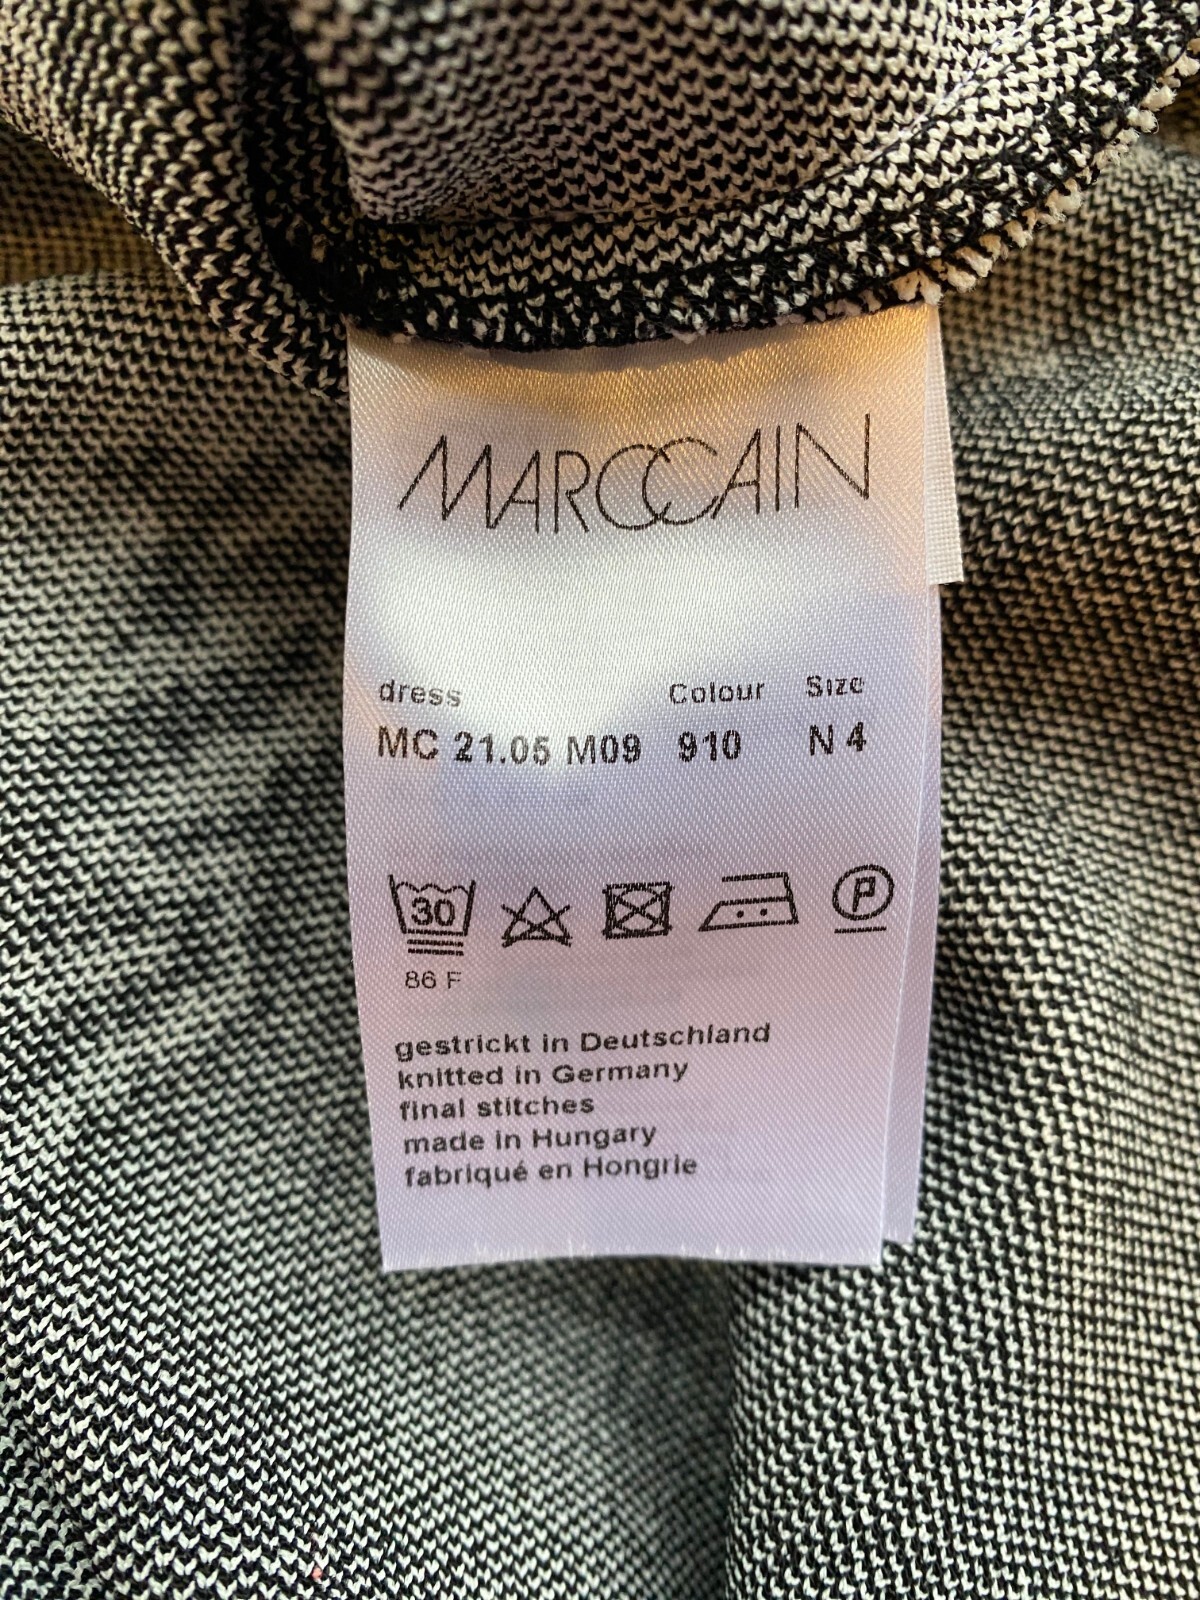 MARCCAIN
dress Colour Size
MC 21.05 M09 910 N 4
30 P
86 F
gestrickt in Deutschland
knitted in Germany
final stitches
made in Hungary
fabriqué en Hongrie